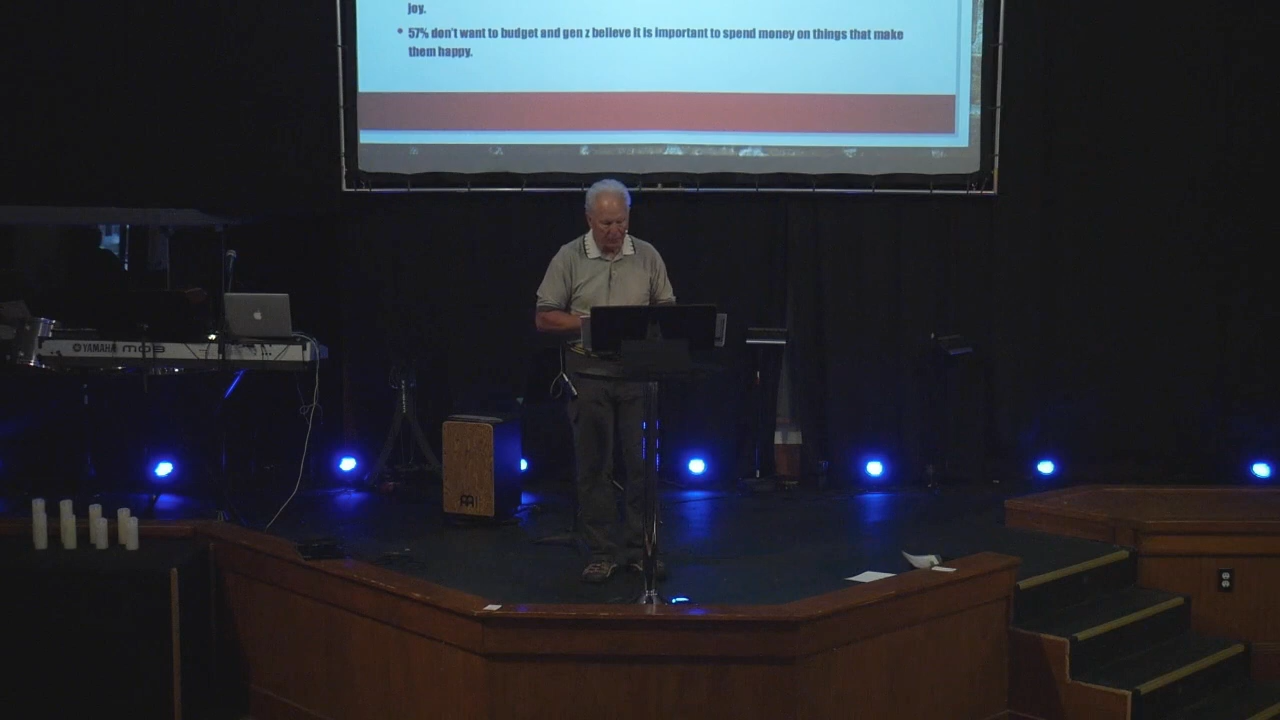 joy.
• 57% don't want to budget and gen z believe it is important to spend money on things that make
them happy.
YAMAHA MO8